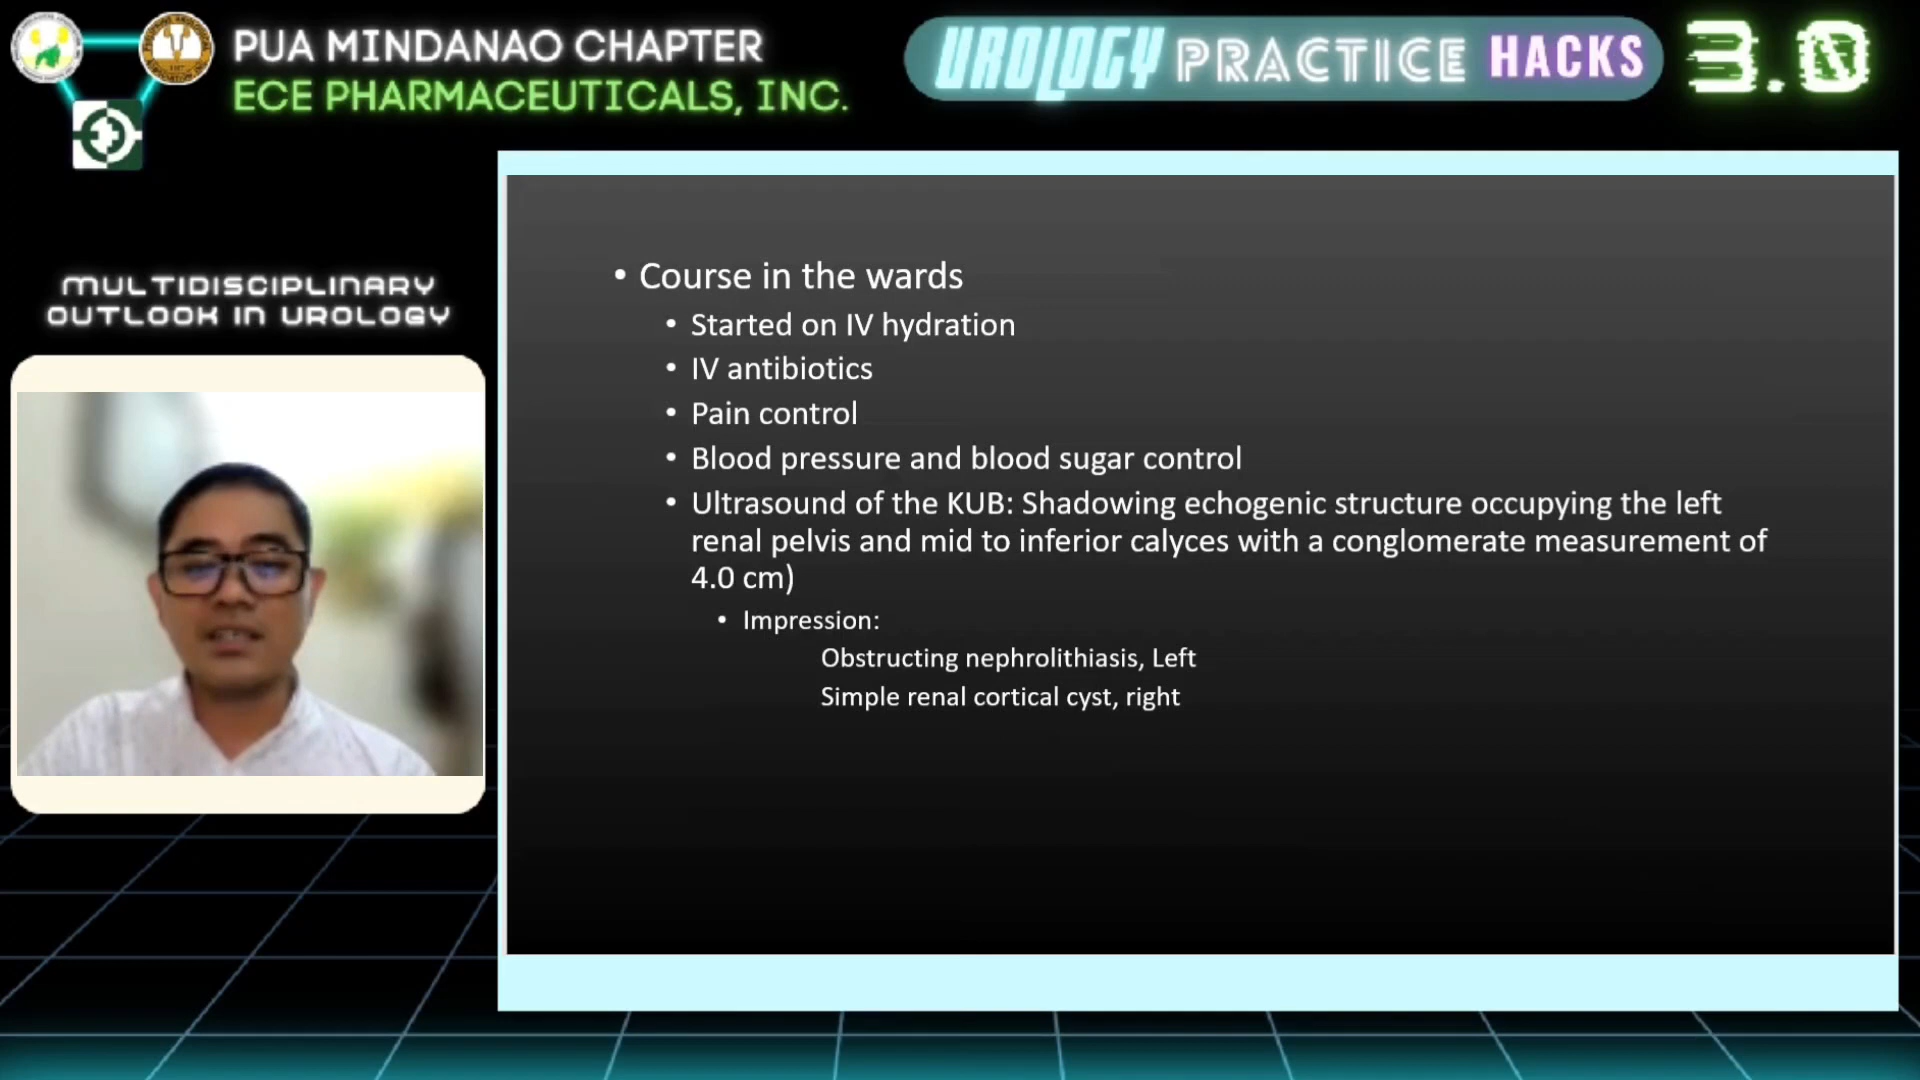 PUA MINDANAO CHAPTER
ECE PHARMACEUTICALS, INC.
UROLOGY PRACTICE HACKS 3.0
MULTIDISCIPLINARY
OUTLOOK IN UROLOGY
• Course in the wards
• Started on IV hydration
• IV antibiotics
• Pain control
• Blood pressure and blood sugar control
• Ultrasound of the KUB: Shadowing echogenic structure occupying the left
renal pelvis and mid to inferior calyces with a conglomerate measurement of
4.0 cm)
• Impression:
Obstructing nephrolithiasis, Left
Simple renal cortical cyst, right